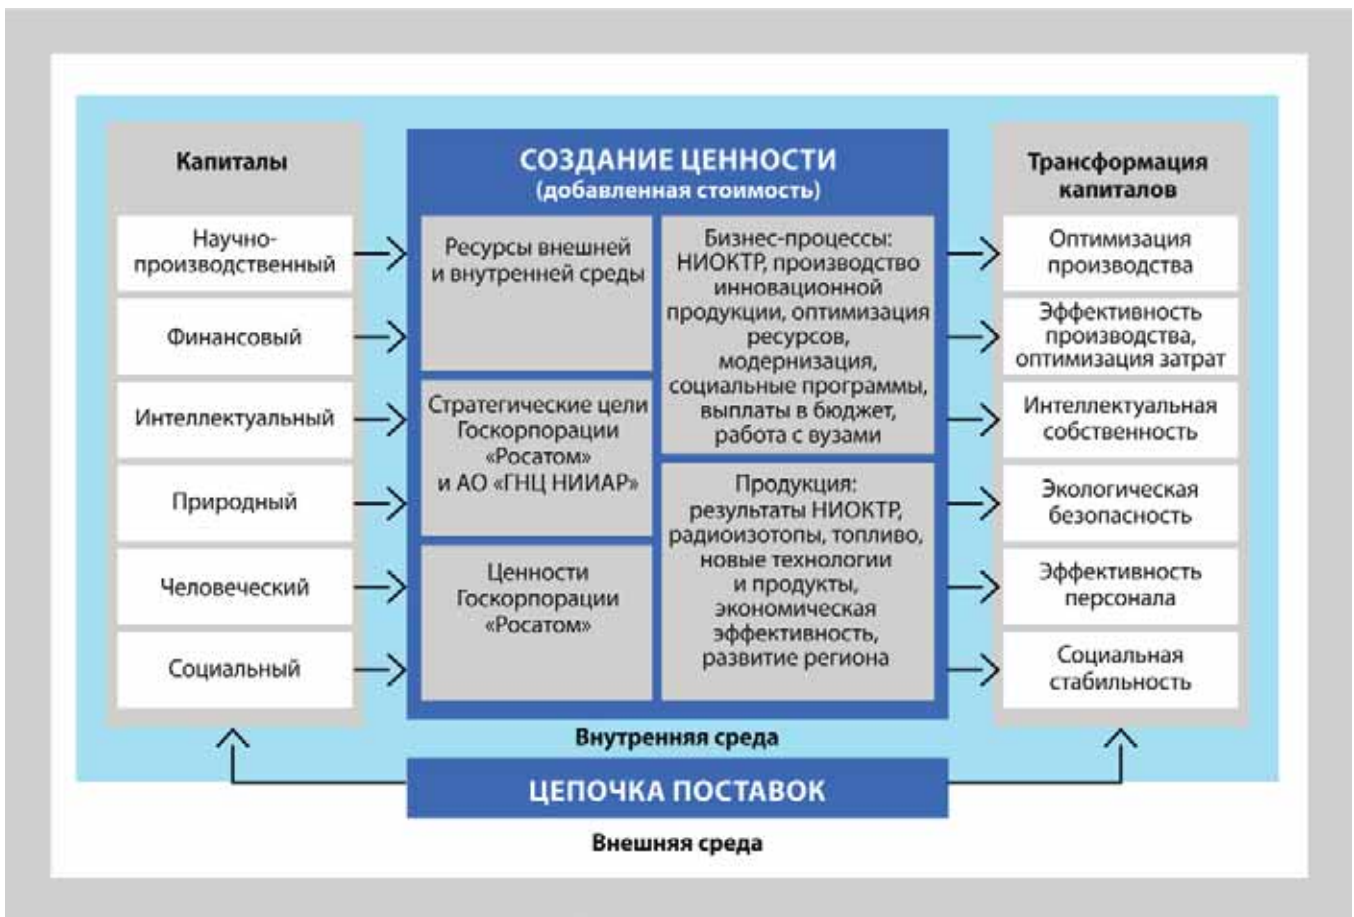 Капиталы
Научно-
производственный
Финансовый
Интеллектуальный
Природный
Человеческий
Социальный
СОЗДАНИЕ ЦЕННОСТИ
(добавленная стоимость)
Ресурсы внешней
и внутренней среды
Стратегические цели
Госкорпорации
«Росатом»
и АО «ГНЦ НИИАР»
Ценности
Госкорпорации
«Росатом»
Бизнес-процессы:
НИОКТР, производство
инновационной
продукции, оптимизация
ресурсов,
модернизация,
социальные программы,
выплаты в бюджет,
работа с вузами
Продукция:
результаты НИОКТР,
радиоизотопы, топливо,
новые технологии
и продукты,
экономическая
эффективность,
развитие региона
Трансформация
капиталов
Оптимизация
производства
Эффективность
производства,
оптимизация затрат
Интеллектуальная
собственность
Экологическая
безопасность
Эффективность
персонала
Социальная
стабильность
Внутренняя среда
ЦЕПОЧКА ПОСТАВОК
Внешняя среда